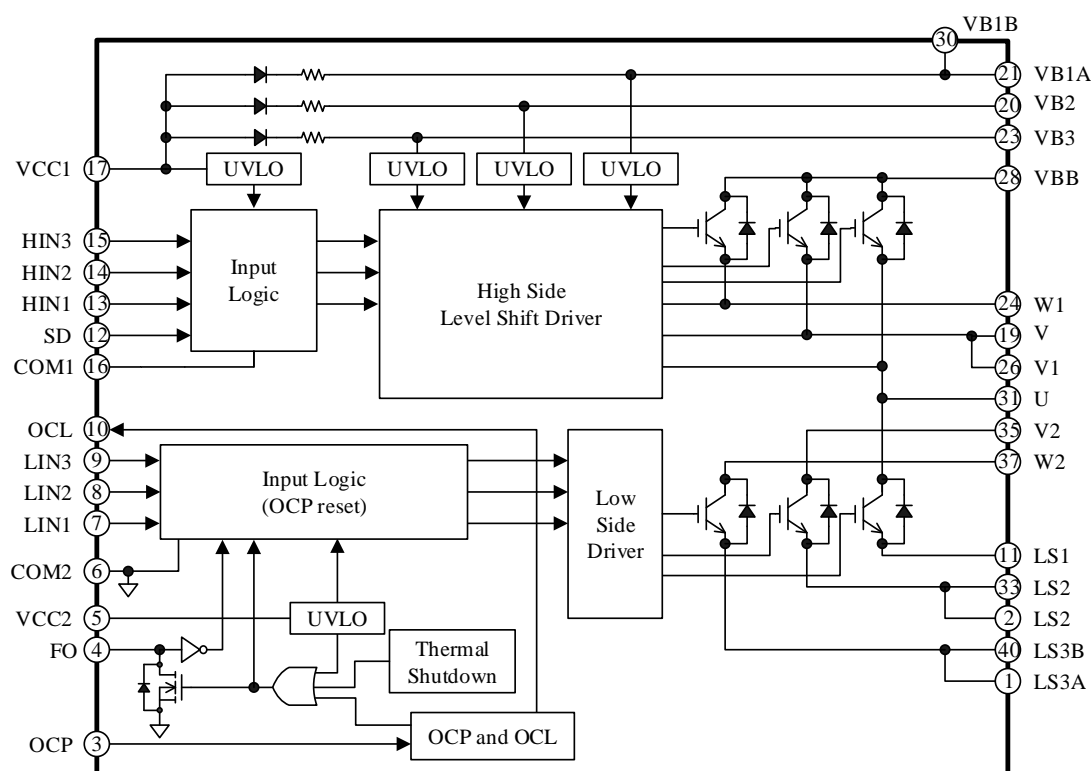 VB1B
30
21 VB1A
20 VB2
23 VB3
VCC1 17
UVLO
UVLO
UVLO
UVLO
28 VBB
HIN3 15
HIN2 14
HIN1 13
SD 12
COM1 16
Input
Logic
High Side
Level Shift Driver
24 W1
19 V
26 V1
31 U
35 V2
37 W2
OCL 10
LIN3 9
LIN2 8
LIN1 7
COM2 6
VCC2 5
FO 4
OCP 3
Input Logic
(OCP reset)
Low
Side
Driver
UVLO
Thermal
Shutdown
OCP and OCL
11 LS1
33 LS2
2 LS2
40 LS3B
1 LS3A